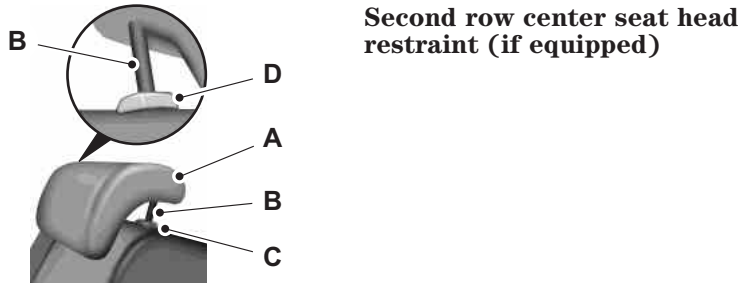 Second row center seat head
restraint (if equipped)
B
D
A
B
C